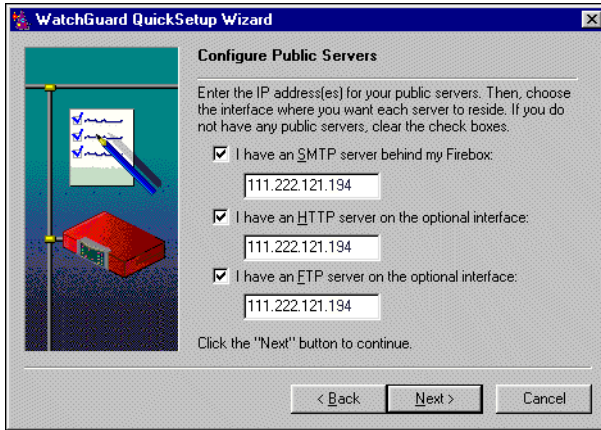 WatchGuard QuickSetup Wizard
Configure Public Servers
Enter the IP address(es) for your public servers. Then, choose
the interface where you want each server to reside. If you do
not have any public servers, clear the check boxes.
I have an SMTP server behind my Firebox:
111.222.121.194
I have an HTTP server on the optional interface:
111.222.121.194
I have an FTP server on the optional interface:
111.222.121.194
Click the "Next" button to continue.
< Back
Next >
Cancel